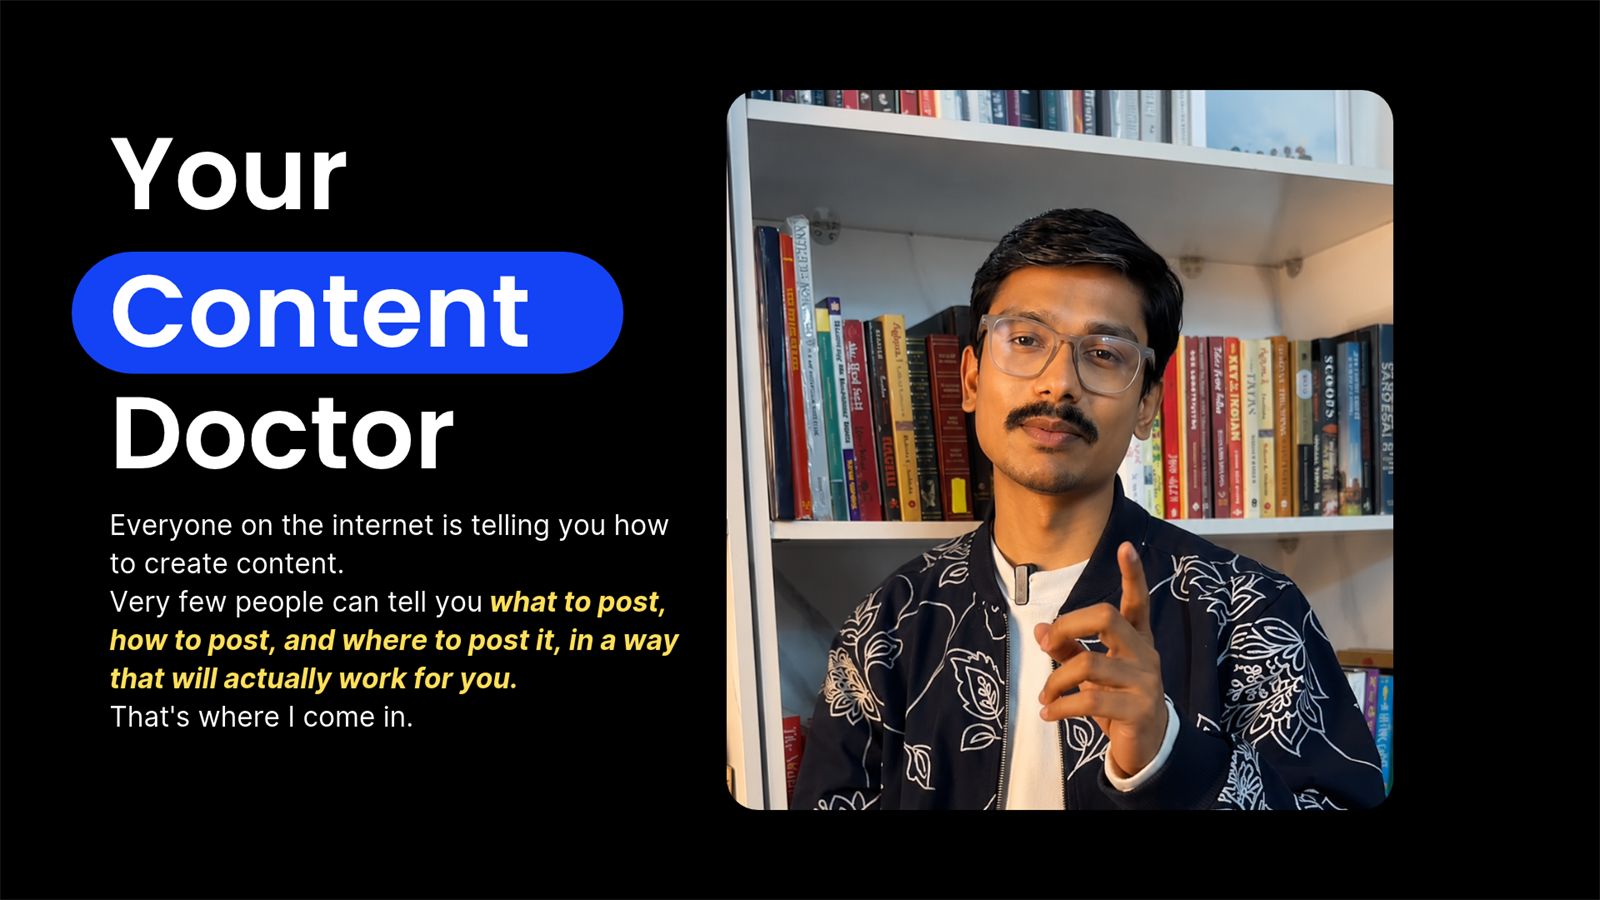 Your
Content
Doctor
Everyone on the internet is telling you how
to create content.
Very few people can tell you what to post,
how to post, and where to post it, in a way
that will actually work for you.
That's where I come in.